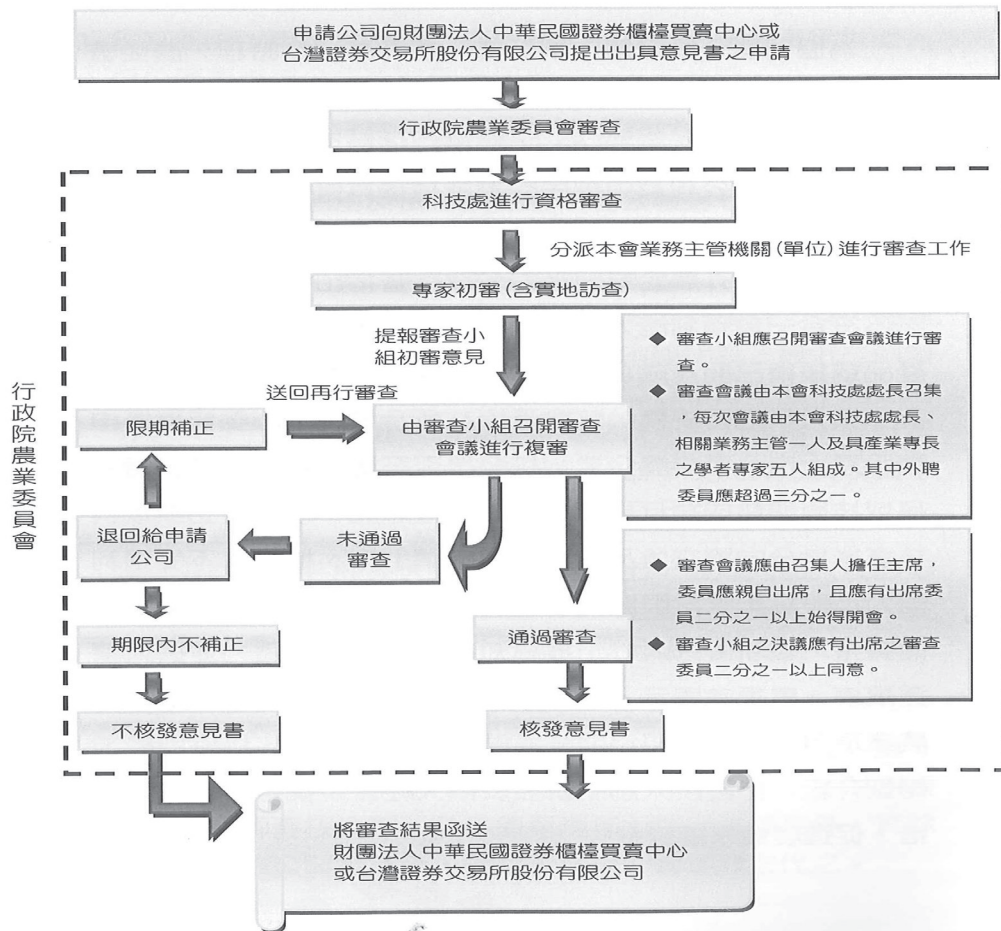 申請公司向財團法人中華民國證券櫃檯買賣中心或
台灣證券交易所股份有限公司提出出具意見書之申請
行政院農業委員會審查
科技處進行資格審查
分派本會業務主管機關(單位)進行審查工作
專家初審(含實地訪查)
提報審查小
組初審意見
◆ 審查小組應召開審查會議進行審
查。
◆ 審查會議由本會科技處處長召集
，每次會議由本會科技處處長、
相關業務主管一人及具產業專長
之學者專家五人組成。其中外聘
委員應超過三分之一。
送回再行審查
限期補正
由審查小組召開審查
會議進行複審
行政院農業委員會
退回給申請
公司
未通過
審查
◆ 審查會議應由召集人擔任主席，
委員應親自出席，且應有出席委
員二分之一以上始得開會。
◆ 審查小組之決議應有出席之審查
委員二分之一以上同意。
期限內不補正
通過審查
不核發意見書
核發意見書
將審查結果函送
財團法人中華民國證券櫃檯買賣中心
或台灣證券交易所股份有限公司